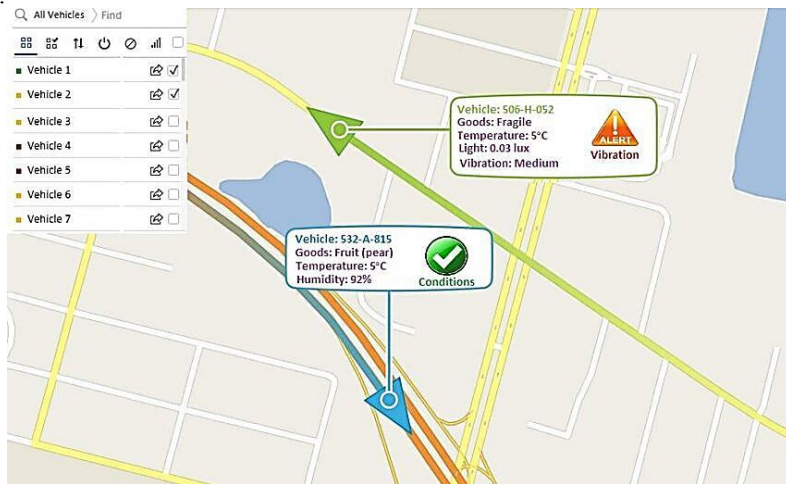 All Vehicles
Find
Vehicle 1
Vehicle 2
Vehicle 3
Vehicle 4
Vehicle 5
Vehicle 6
Vehicle 7
Vehicle: 506-H-052
Goods: Fragile
Temperature: 5°C
Light: 0.03 lux
Vibration: Medium
ALERT
Vibration
Vehicle: 532-A-815
Goods: Fruit (pear)
Temperature: 5°C
Humidity: 92%
Conditions